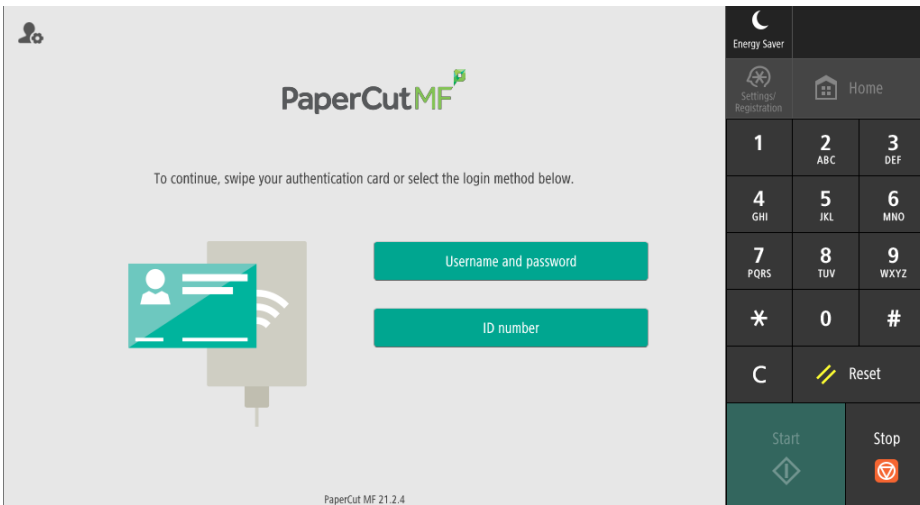 PaperCut MF
To continue, swipe your authentication card or select the login method below.
Username and password
ID number
PaperCut MF 21.2.4
Energy Saver
Settings/
Registration
Home
1
2
ABC
3
DEF
4
GHI
5
JKL
6
MNO
7
PQRS
8
TUV
9
WXYZ
*
0
#
C
Reset
Start
Stop